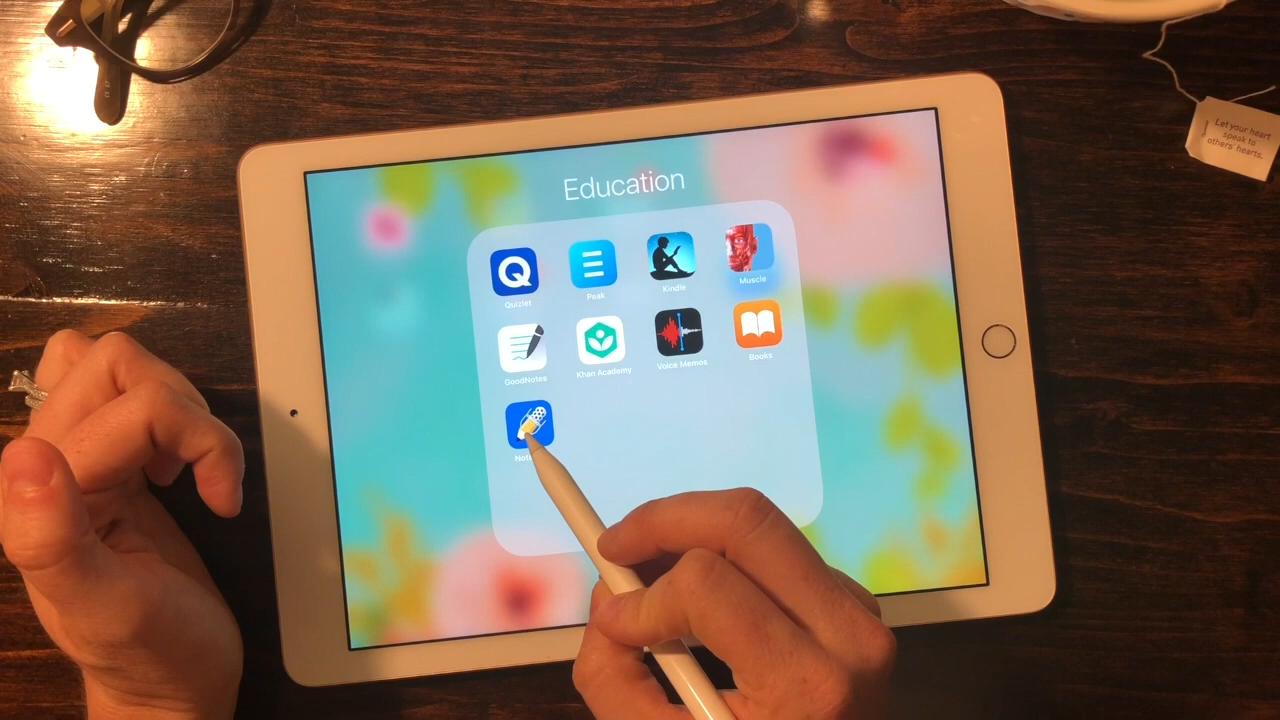 Education
Quizlet
Peak
Kindle
Muscle
GoodNotes
Khan Academy
Voice Memos
Books
Let your heart
speak to
others' hearts.